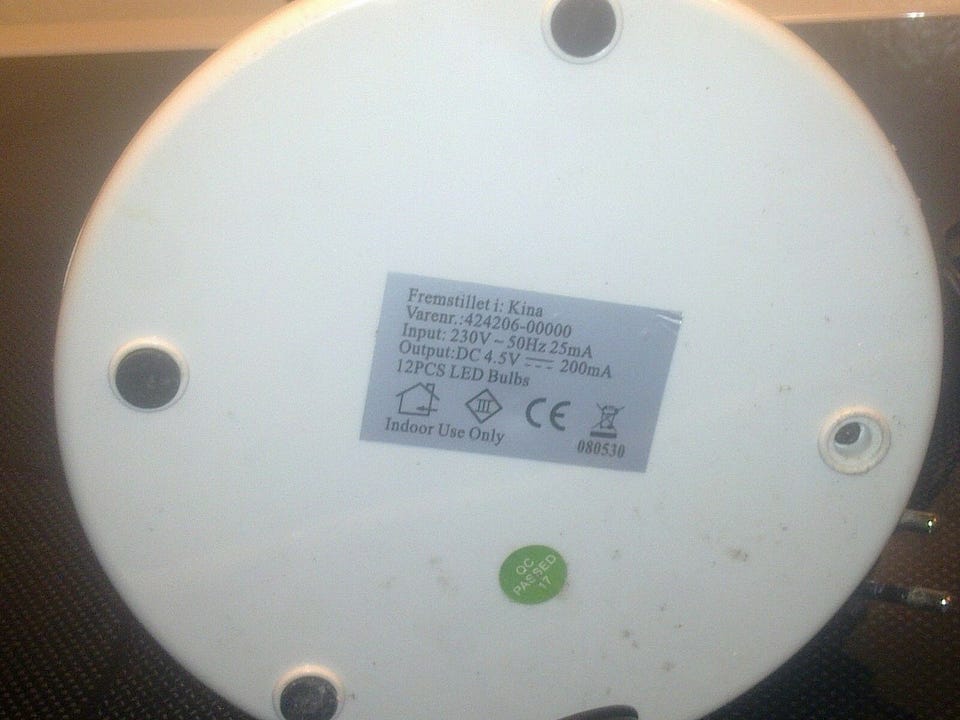 Fremstillet i: Kina
Varenr.:424206-00000
Input: 230V ~ 50Hz 25mA
Output:DC 4.5V ⎓ 200mA
12PCS LED Bulbs
III
CE
Indoor Use Only
080530
QC
PASSED
17